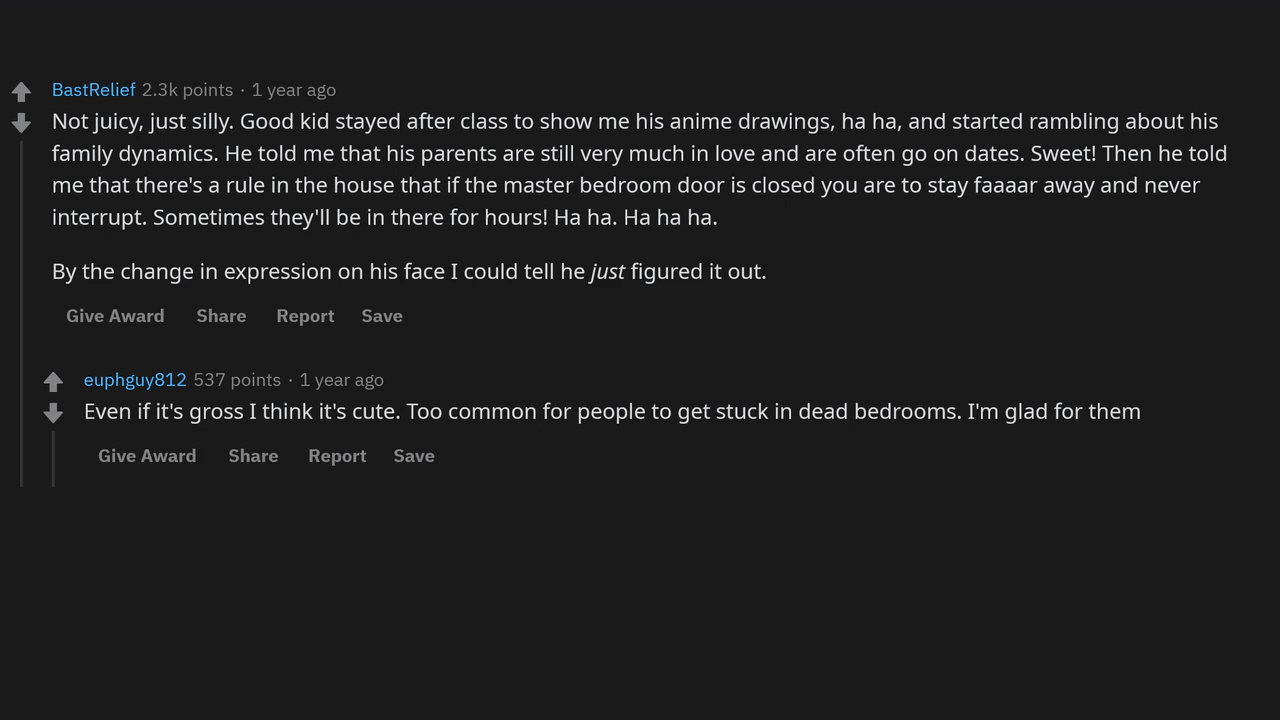 BastRelief 2.3k points · 1 year ago
Not juicy, just silly. Good kid stayed after class to show me his anime drawings, ha ha, and started rambling about his
family dynamics. He told me that his parents are still very much in love and are often go on dates. Sweet! Then he told
me that there's a rule in the house that if the master bedroom door is closed you are to stay faaaar away and never
interrupt. Sometimes they'll be in there for hours! Ha ha. Ha ha ha.
By the change in expression on his face I could tell he just figured it out.
Give Award Share Report Save
euphguy812 537 points · 1 year ago
Even if it's gross I think it's cute. Too common for people to get stuck in dead bedrooms. I'm glad for them
Give Award Share Report Save